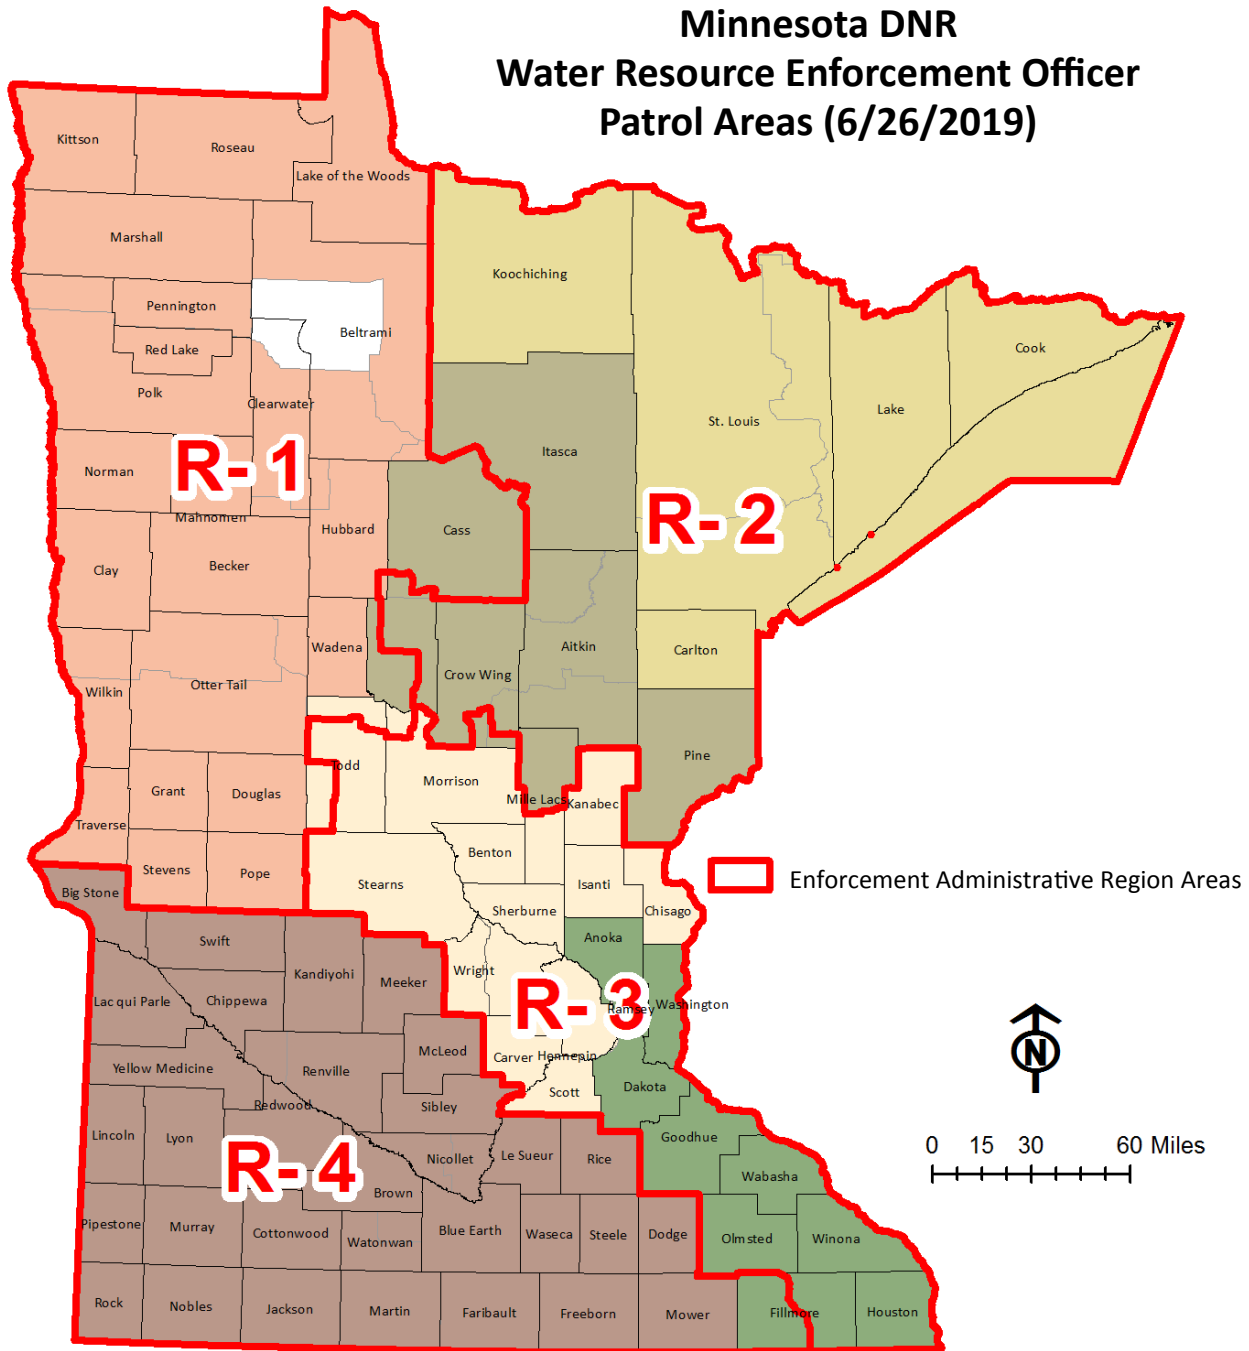 Minnesota DNR
Water Resource Enforcement Officer
Patrol Areas (6/26/2019)
Kittson
Roseau
Lake of the Woods
Marshall
Koochiching
Pennington
Beltrami
Red Lake
Cook
Polk
Clearwater
Lake
St. Louis
Itasca
Norman
R- 1
Mahnomen
Hubbard
Cass
R- 2
Clay
Becker
Wadena
Aitkin
Carlton
Crow Wing
Wilkin
Otter Tail
Pine
Todd
Morrison
Grant
Douglas
Mille Lacs
Kanabec
Traverse
Benton
Stevens
Pope
Stearns
Isanti
Enforcement Administrative Region Areas
Big Stone
Sherburne
Chisago
Swift
Anoka
Kandiyohi
Meeker
Wright
Lac qui Parle
Chippewa
R- 3
Ramsey
Washington
McLeod
Carver
Hennepin
N
Yellow Medicine
Renville
Scott
Dakota
Redwood
Sibley
Lincoln
Lyon
Goodhue
0 15 30 60 Miles
R- 4
Nicollet
Le Sueur
Rice
Wabasha
Brown
Pipestone
Murray
Cottonwood
Watonwan
Blue Earth
Waseca
Steele
Dodge
Olmsted
Winona
Rock
Nobles
Jackson
Martin
Faribault
Freeborn
Mower
Fillmore
Houston